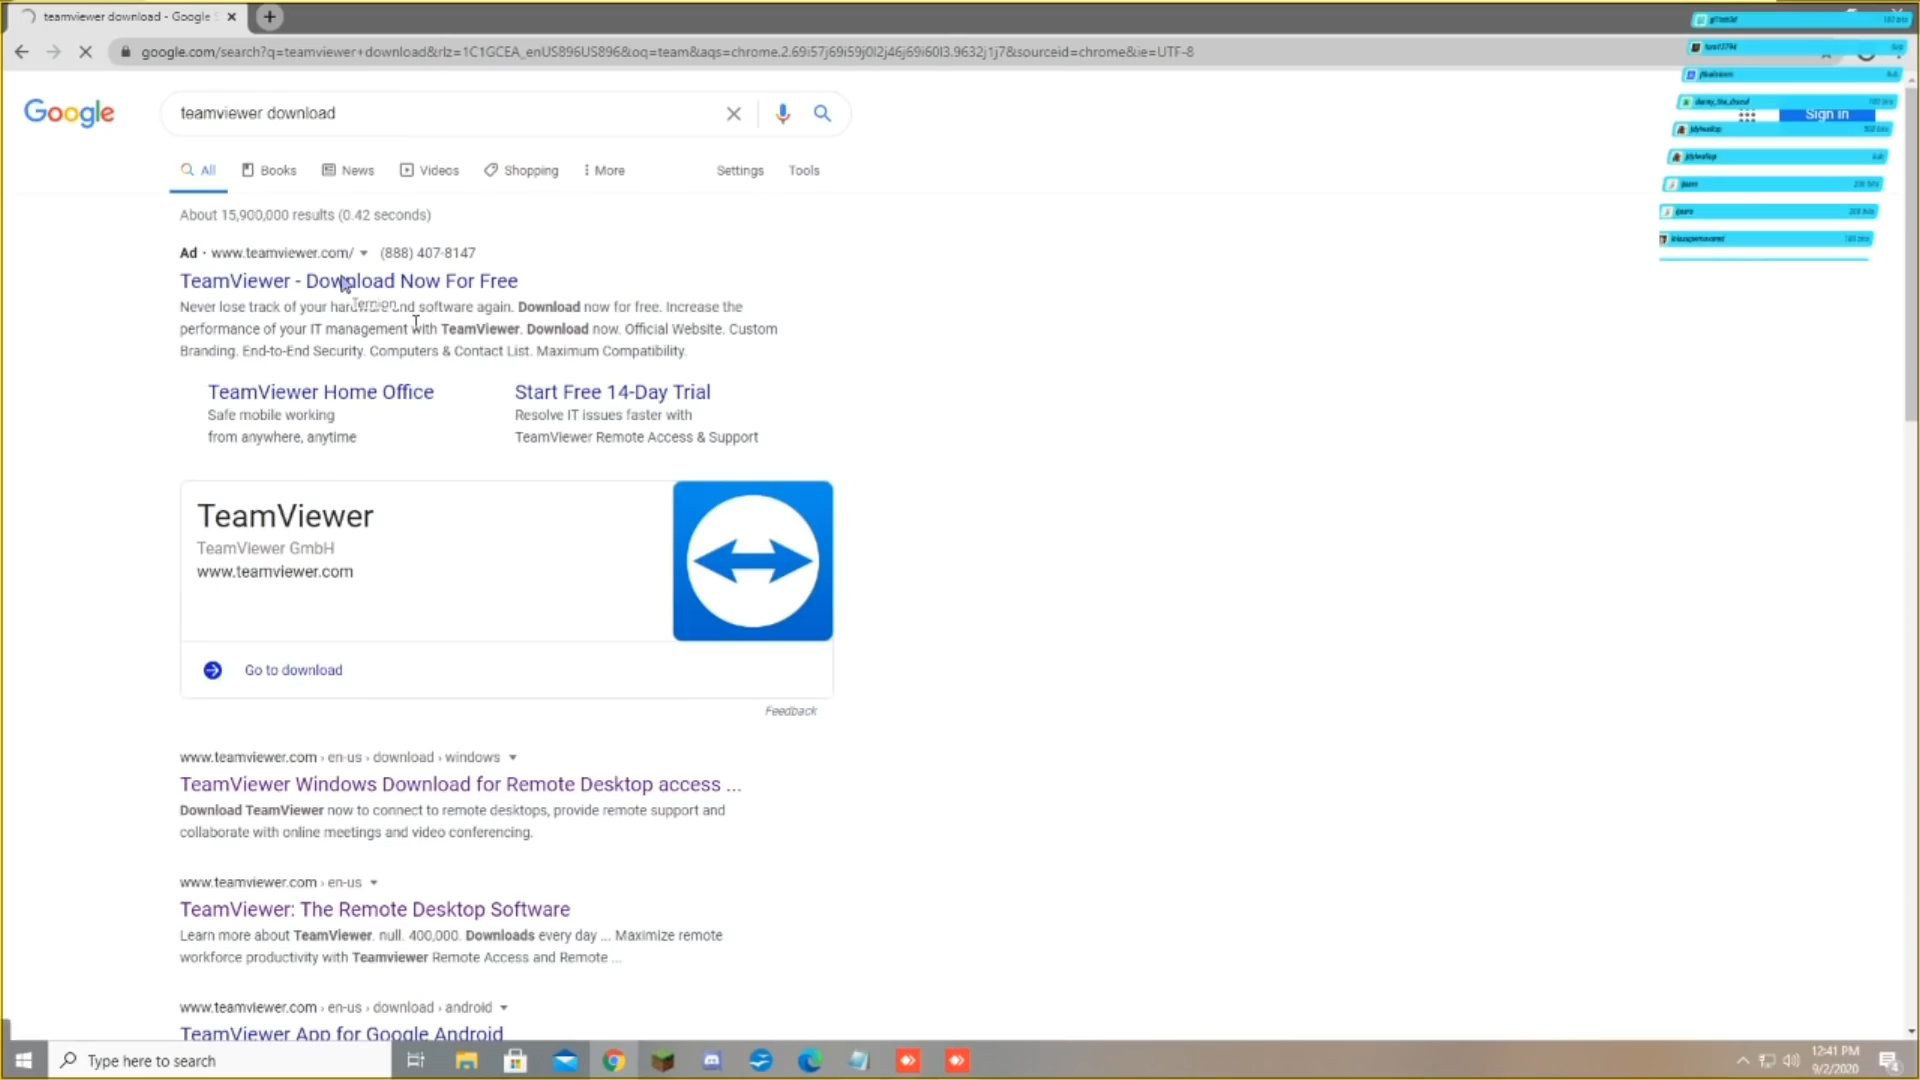 teamviewer download - Google S
google.com/search?q=teamviewer+download&rlz=1C1GCEA_enUS896US896&oq=team&aqs=chrome.2.69i57j69i59j0l2j46j69i60l3.9632j1j7&sourceid=chrome&ie=UTF-8
Google
teamviewer download
Sign in
All Books News Videos Shopping More Settings Tools
About 15,900,000 results (0.42 seconds)
Ad · www.teamviewer.com/ (888) 407-8147
TeamViewer - Download Now For Free
Ternion
Never lose track of your hard and software again. Download now for free. Increase the
performance of your IT management with TeamViewer. Download now. Official Website. Custom
Branding. End-to-End Security. Computers & Contact List. Maximum Compatibility.
TeamViewer Home Office
Safe mobile working
from anywhere, anytime
Start Free 14-Day Trial
Resolve IT issues faster with
TeamViewer Remote Access & Support
TeamViewer
TeamViewer GmbH
www.teamviewer.com
Go to download
Feedback
www.teamviewer.com › en-us › download › windows
TeamViewer Windows Download for Remote Desktop access ...
Download TeamViewer now to connect to remote desktops, provide remote support and
collaborate with online meetings and video conferencing.
www.teamviewer.com › en-us
TeamViewer: The Remote Desktop Software
Learn more about TeamViewer. null. 400,000. Downloads every day ... Maximize remote
workforce productivity with Teamviewer Remote Access and Remote ...
www.teamviewer.com › en-us › download › android
TeamViewer App for Google Android
Type here to search
12:41 PM
9/2/2020
4